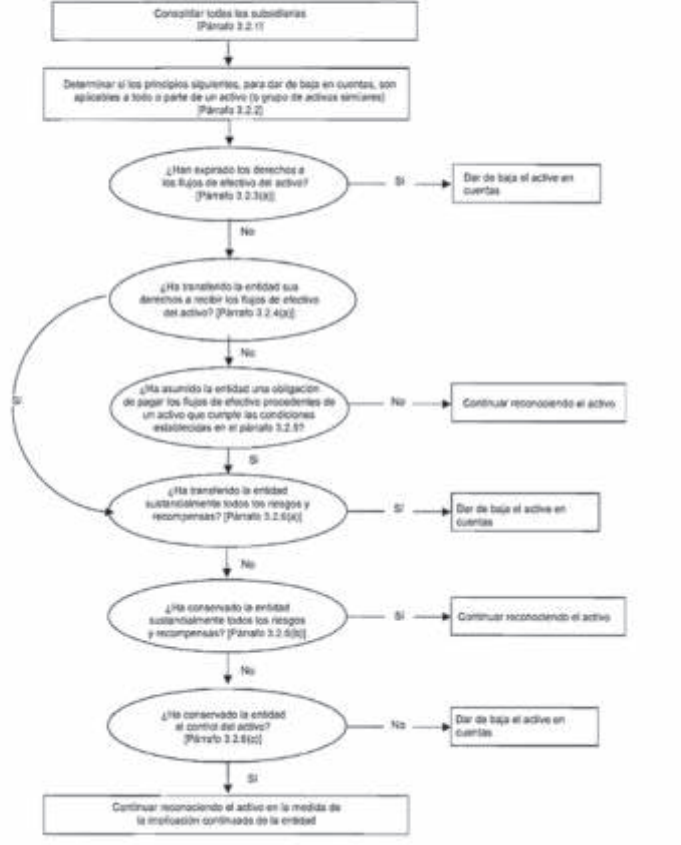 Consolidar todas las subsidiarias
[Párrafo 3.2.1]
Determinar si los principios siguientes, para dar de baja en cuentas, son
aplicables a todo o parte de un activo (o grupo de activos similares)
[Párrafo 3.2.2]
¿Han expirado los derechos a
los flujos de efectivo del activo?
[Párrafo 3.2.3(a)]
Sí
Dar de baja el active en
cuentas
No
¿Ha transferido la entidad sus
derechos a recibir los flujos de efectivo
del activo? [Párrafo 3.2.4(a)]
Sí
No
¿Ha asumido la entidad una obligación
de pagar los flujos de efectivo procedentes de
un activo que cumple las condiciones
establecidas en el párrafo 3.2.5?
No
Continuar reconociendo el activo
Sí
¿Ha transferido la entidad
sustancialmente todos los riesgos y
recompensas? [Párrafo 3.2.6(a)]
Sí
Dar de baja el active en
cuentas
No
¿Ha conservado la entidad
sustancialmente todos los riesgos
y recompensas? [Párrafo 3.2.6(b)]
Sí
Continuar reconociendo el activo
No
¿Ha conservado la entidad
el control del activo?
[Párrafo 3.2.6(c)]
No
Dar de baja el active en
cuentas
Sí
Continuar reconociendo el activo en la medida de
la implicación continuada de la entidad